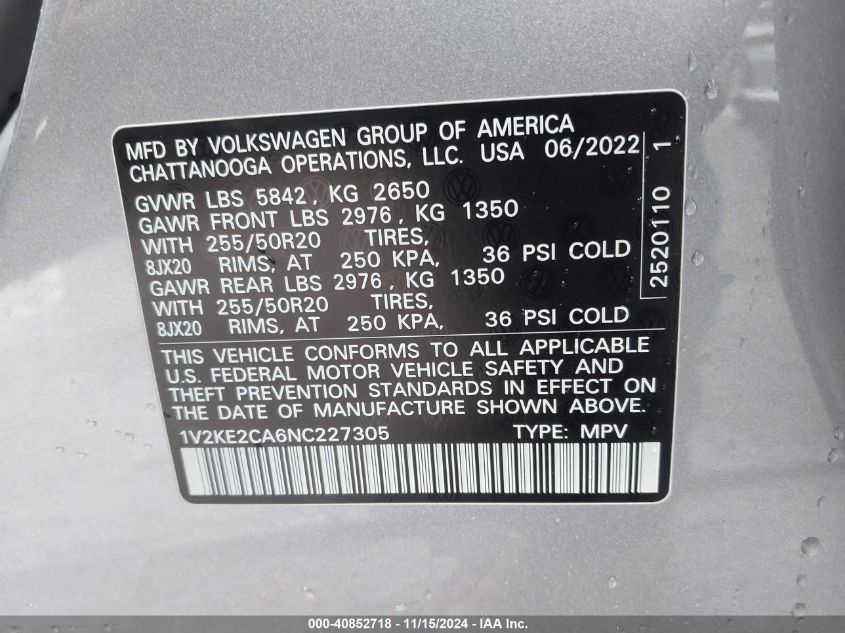 MFD BY VOLKSWAGEN GROUP OF AMERICA
CHATTANOOGA OPERATIONS, LLC. USA 06/2022
GVWR LBS 5842, KG 2650
GAWR FRONT LBS 2976, KG 1350
WITH 255/50R20 TIRES,
8JX20 RIMS, AT 250 KPA, 36 PSI COLD
GAWR REAR LBS 2976, KG 1350
WITH 255/50R20 TIRES,
8JX20 RIMS, AT 250 KPA, 36 PSI COLD
2520110 1
THIS VEHICLE CONFORMS TO ALL APPLICABLE
U.S. FEDERAL MOTOR VEHICLE SAFETY AND
THEFT PREVENTION STANDARDS IN EFFECT ON
THE DATE OF MANUFACTURE SHOWN ABOVE.
1V2KE2CA6NC227305 TYPE: MPV
000-40852718 - 11/15/2024 - IAA Inc.